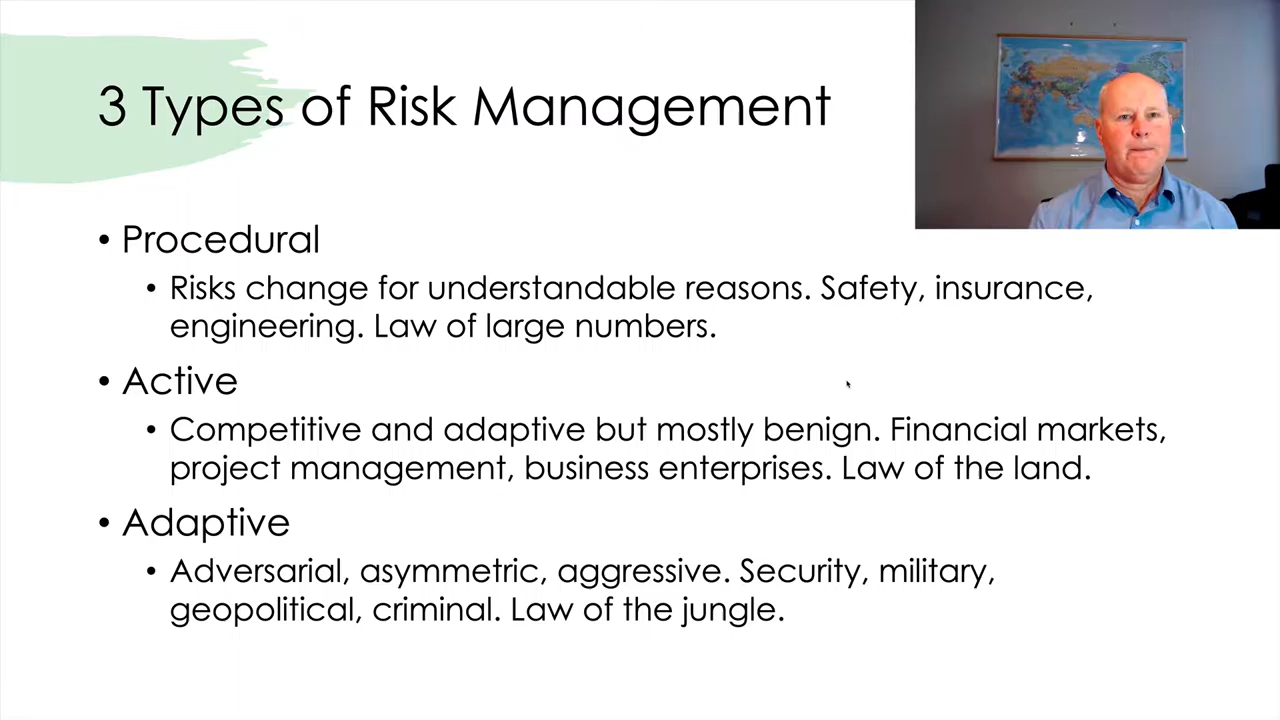 3 Types of Risk Management
• Procedural
• Risks change for understandable reasons. Safety, insurance,
engineering. Law of large numbers.
• Active
• Competitive and adaptive but mostly benign. Financial markets,
project management, business enterprises. Law of the land.
• Adaptive
• Adversarial, asymmetric, aggressive. Security, military,
geopolitical, criminal. Law of the jungle.